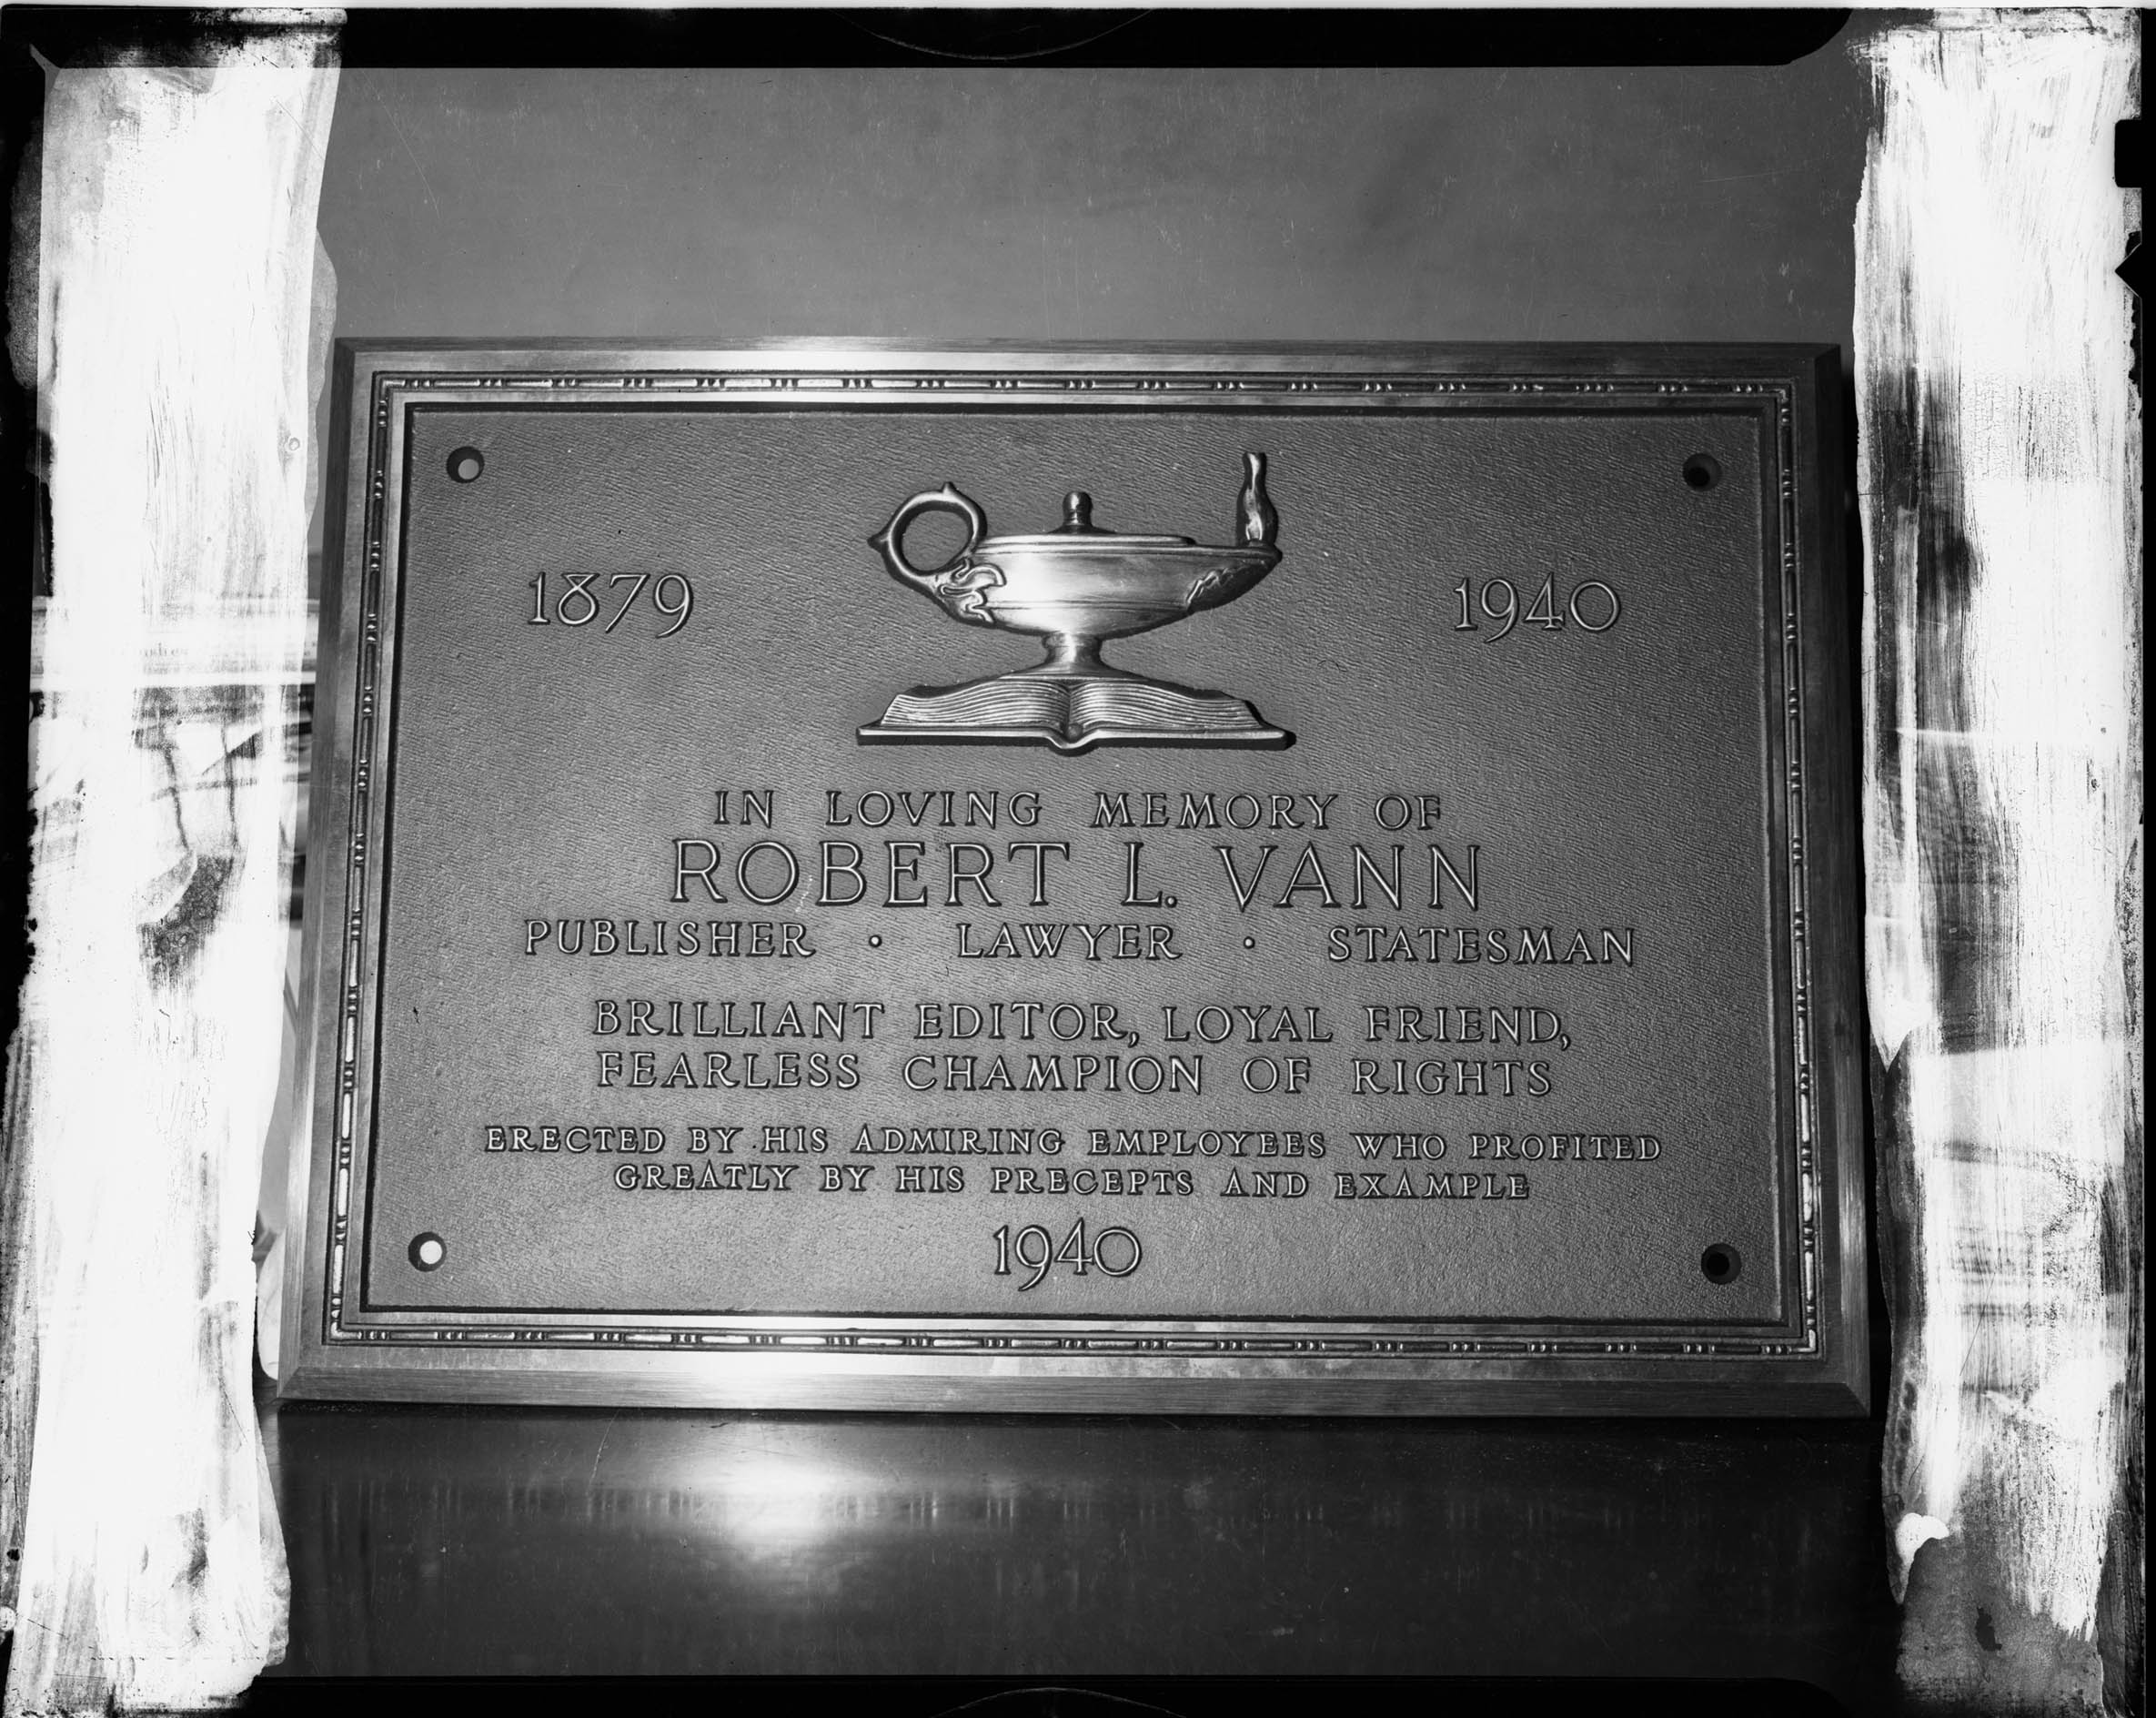 1879
1940
IN LOVING MEMORY OF
ROBERT L. VANN
PUBLISHER • LAWYER • STATESMAN
BRILLIANT EDITOR, LOYAL FRIEND,
FEARLESS CHAMPION OF RIGHTS
ERECTED BY HIS ADMIRING EMPLOYEES WHO PROFITED
GREATLY BY HIS PRECEPTS AND EXAMPLE
1940